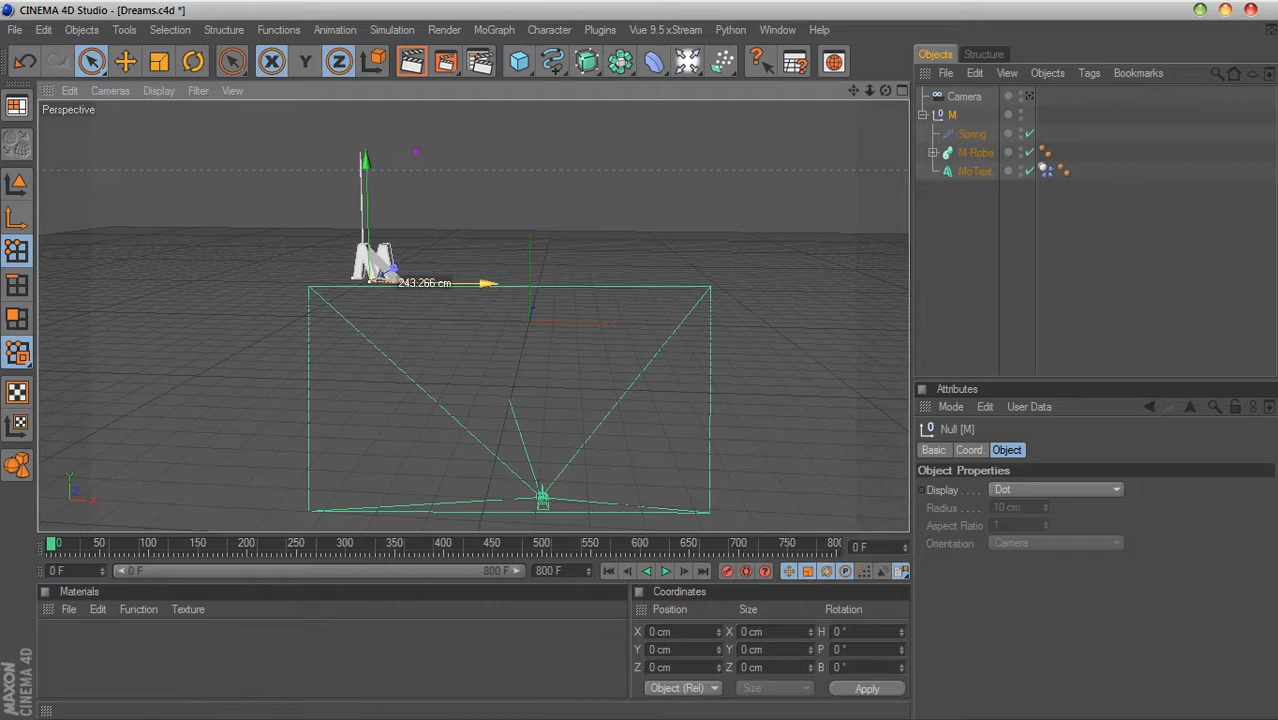 CINEMA 4D Studio - [Dreams.c4d *]
File Edit Objects Tools Selection Structure Functions Animation Simulation Render MoGraph Character Plugins Vue 9.5 xStream Python Window Help
X Y Z
Edit Cameras Display Filter View
Perspective
243.266 cm
Y
Z
X
0 50 100 150 200 250 300 350 400 450 500 550 600 650 700 750 80
0 F
0 F 0 F 800 F 800 F
Materials
File Edit Function Texture
Coordinates
Position Size Rotation
X 0 cm X 0 cm H 0 °
Y 0 cm Y 0 cm P 0 °
Z 0 cm Z 0 cm B 0 °
Object (Rel) Size Apply
Objects Structure
File Edit View Objects Tags Bookmarks
Camera
M
Spring
M-Robe
MoText
Attributes
Mode Edit User Data
Null [M]
Basic Coord. Object
Object Properties
Display . . . . Dot
Radius . . . . 10 cm
Aspect Ratio 1
Orientation Camera
MAXON
CINEMA 4D